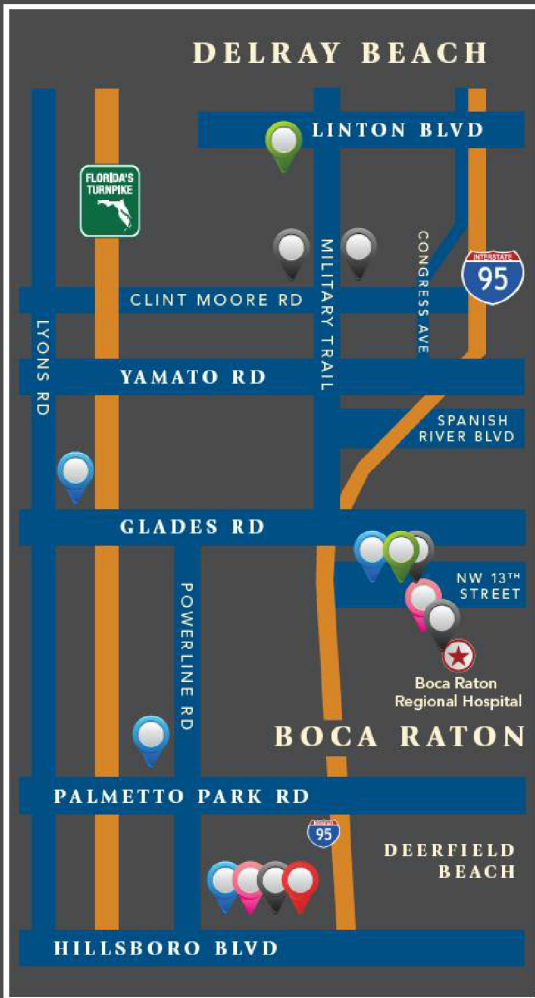 DELRAY BEACH
LINTON BLVD
FLORIDA'S
TURNPIKE
MILITARY TRAIL
CONGRESS AVE
INTERSTATE
95
CLINT MOORE RD
LYONS RD
YAMATO RD
SPANISH
RIVER BLVD
GLADES RD
POWERLINE RD
NW 13TH
STREET
Boca Raton
Regional Hospital
BOCA RATON
PALMETTO PARK RD
95
DEERFIELD
BEACH
HILLSBORO BLVD